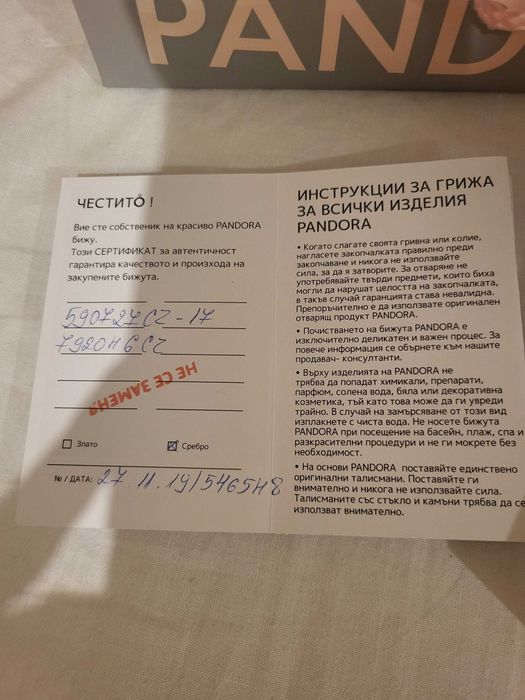 PAND
ЧЕСТИТО !
Вие сте собственик на красиво PANDORA
бижу.
Този СЕРТИФИКАТ за автентичност
гарантира качеството и произхода на
закупените бижута.
590727CZ - 17
792046CZ
НЕ СЕ ЗАМЕНЯ
Злато
Сребро
№ / ДАТА: 27. 11. 19/546548
ИНСТРУКЦИИ ЗА ГРИЖА
ЗА ВСИЧКИ ИЗДЕЛИЯ
PANDORA
• Когато слагате своята гривна или колие,
нагласете закопчалката правилно преди
закопчаване и никога не използвайте
сила, за да я затворите. За отваряне не
употребявайте твърди предмети, които биха
могли да нарушат целостта на закопчалката,
в такъв случай гаранцията става невалидна.
Препоръчително е да използвате оригинален
отварящ продукт PANDORA.
• Почистването на бижута PANDORA е
изключително деликатен и важен процес. За
повече информация се обърнете към нашите
продавач- консултанти.
• Върху изделията на PANDORA не
трябва да попадат химикали, препарати,
парфюм, солена вода, бяла или декоративна
козметика, тъй като това може да ги увреди
трайно. В случай на замърсяване от този вид
изплакнете с чиста вода. Не носете бижута
PANDORA при посещение на басейн, плаж, спа и
разкрасителни процедури и не ги мокрете без
необходимост.
• На основи PANDORA поставяйте единствено
оригинални талисмани. Поставяйте ги
внимателно и никога не използвайте сила.
Талисманите със стъкло и камъни трябва да се
използват внимателно.